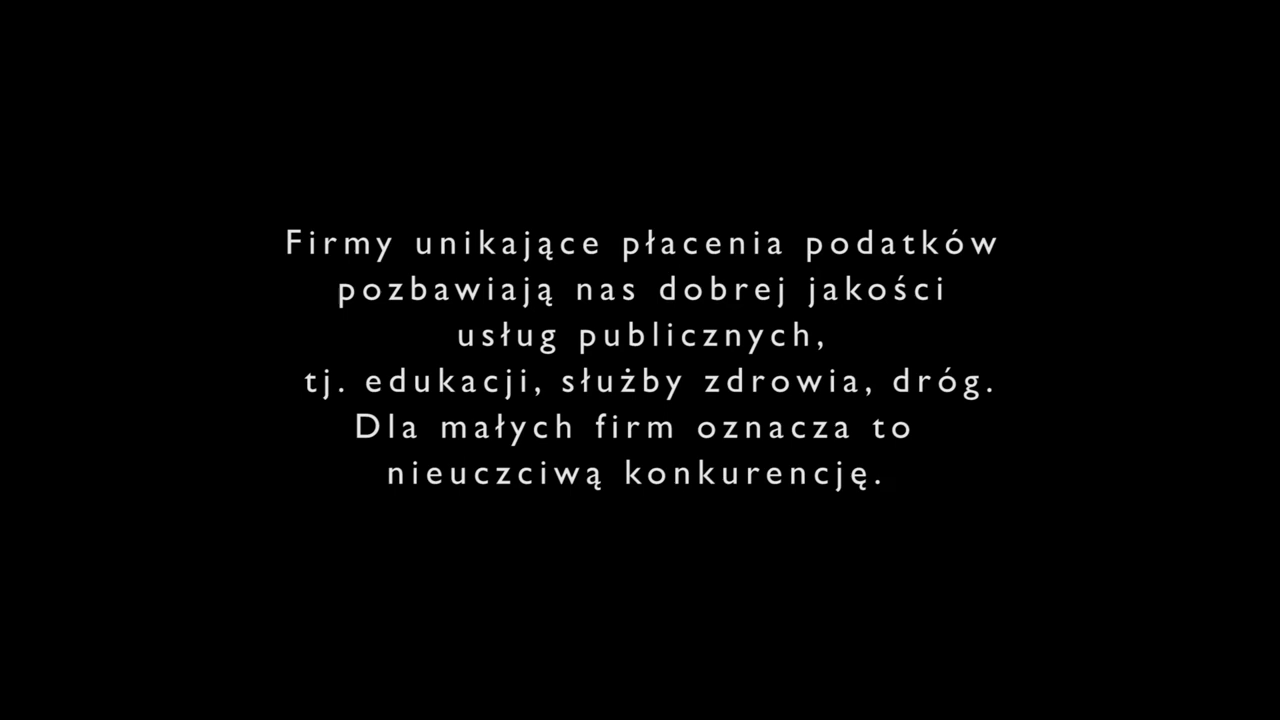 Firmy unikające płacenia podatków
pozbawiają nas dobrej jakości
usług publicznych,
tj. edukacji, służby zdrowia, dróg.
Dla małych firm oznacza to
nieuczciwą konkurencję.